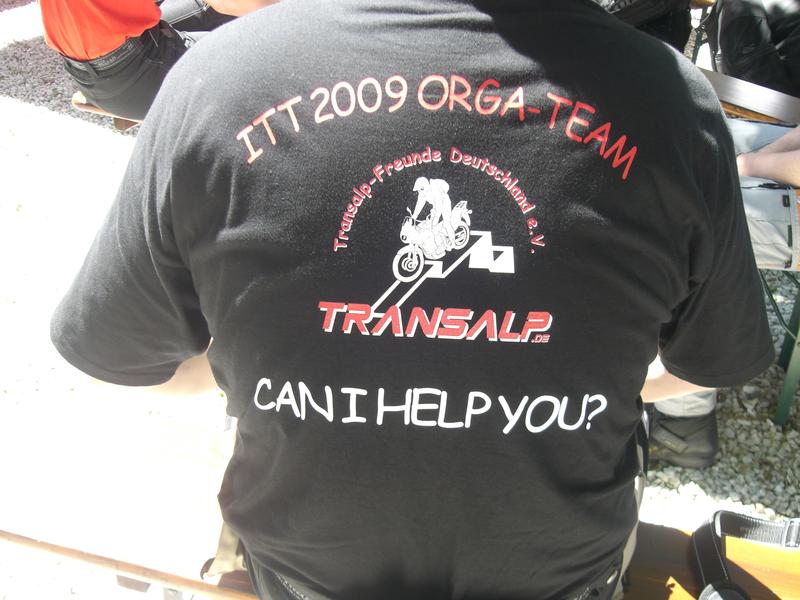 ITT 2009 ORGA-TEAM
Transalp-Freunde Deutschland e.V.
TRANSALP.DE
CAN I HELP YOU?